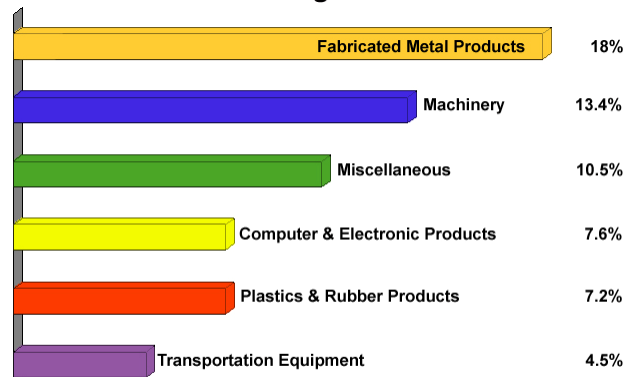 Fabricated Metal Products 18%
Machinery 13.4%
Miscellaneous 10.5%
Computer & Electronic Products 7.6%
Plastics & Rubber Products 7.2%
Transportation Equipment 4.5%